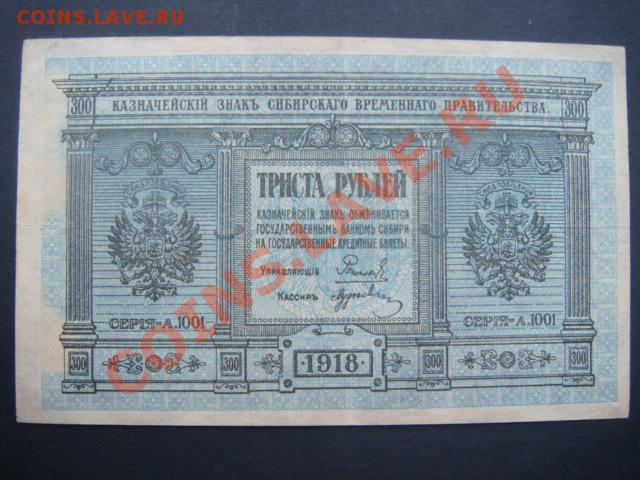 COINS.LAVE.RU
300 КАЗНАЧЕЙСКІЙ ЗНАКЪ СИБИРСКАГО ВРЕМЕННАГО ПРАВИТЕЛЬСТВА. 300
ТРИСТА РУБЛЕЙ
КАЗНАЧЕЙСКІЙ ЗНАКЪ ОБМѢНИВАЕТСЯ
ГОСУДАРСТВЕННЫМЪ БАНКОМЪ СИБИРИ
НА ГОСУДАРСТВЕННЫЕ КРЕДИТНЫЕ БИЛЕТЫ.
УПРАВЛЯЮЩІЙ
КАССИРЪ
СЕРІЯ-А.1001 СЕРІЯ-А.1001
300 300 1918 300 300
COINS.LAVE.RU